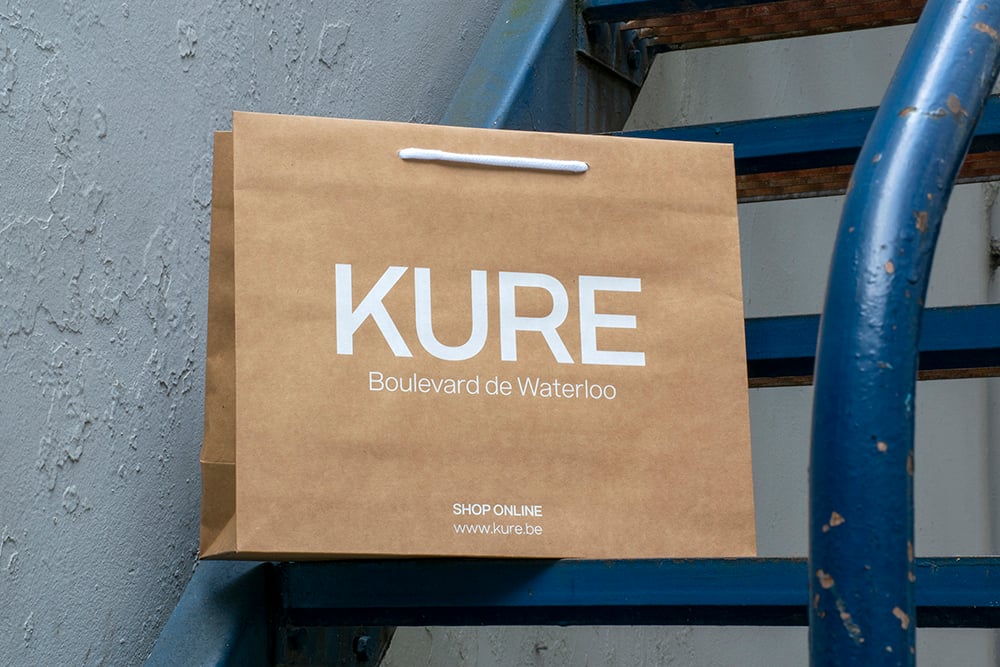 KURE
Boulevard de Waterloo
SHOP ONLINE
www.kure.be